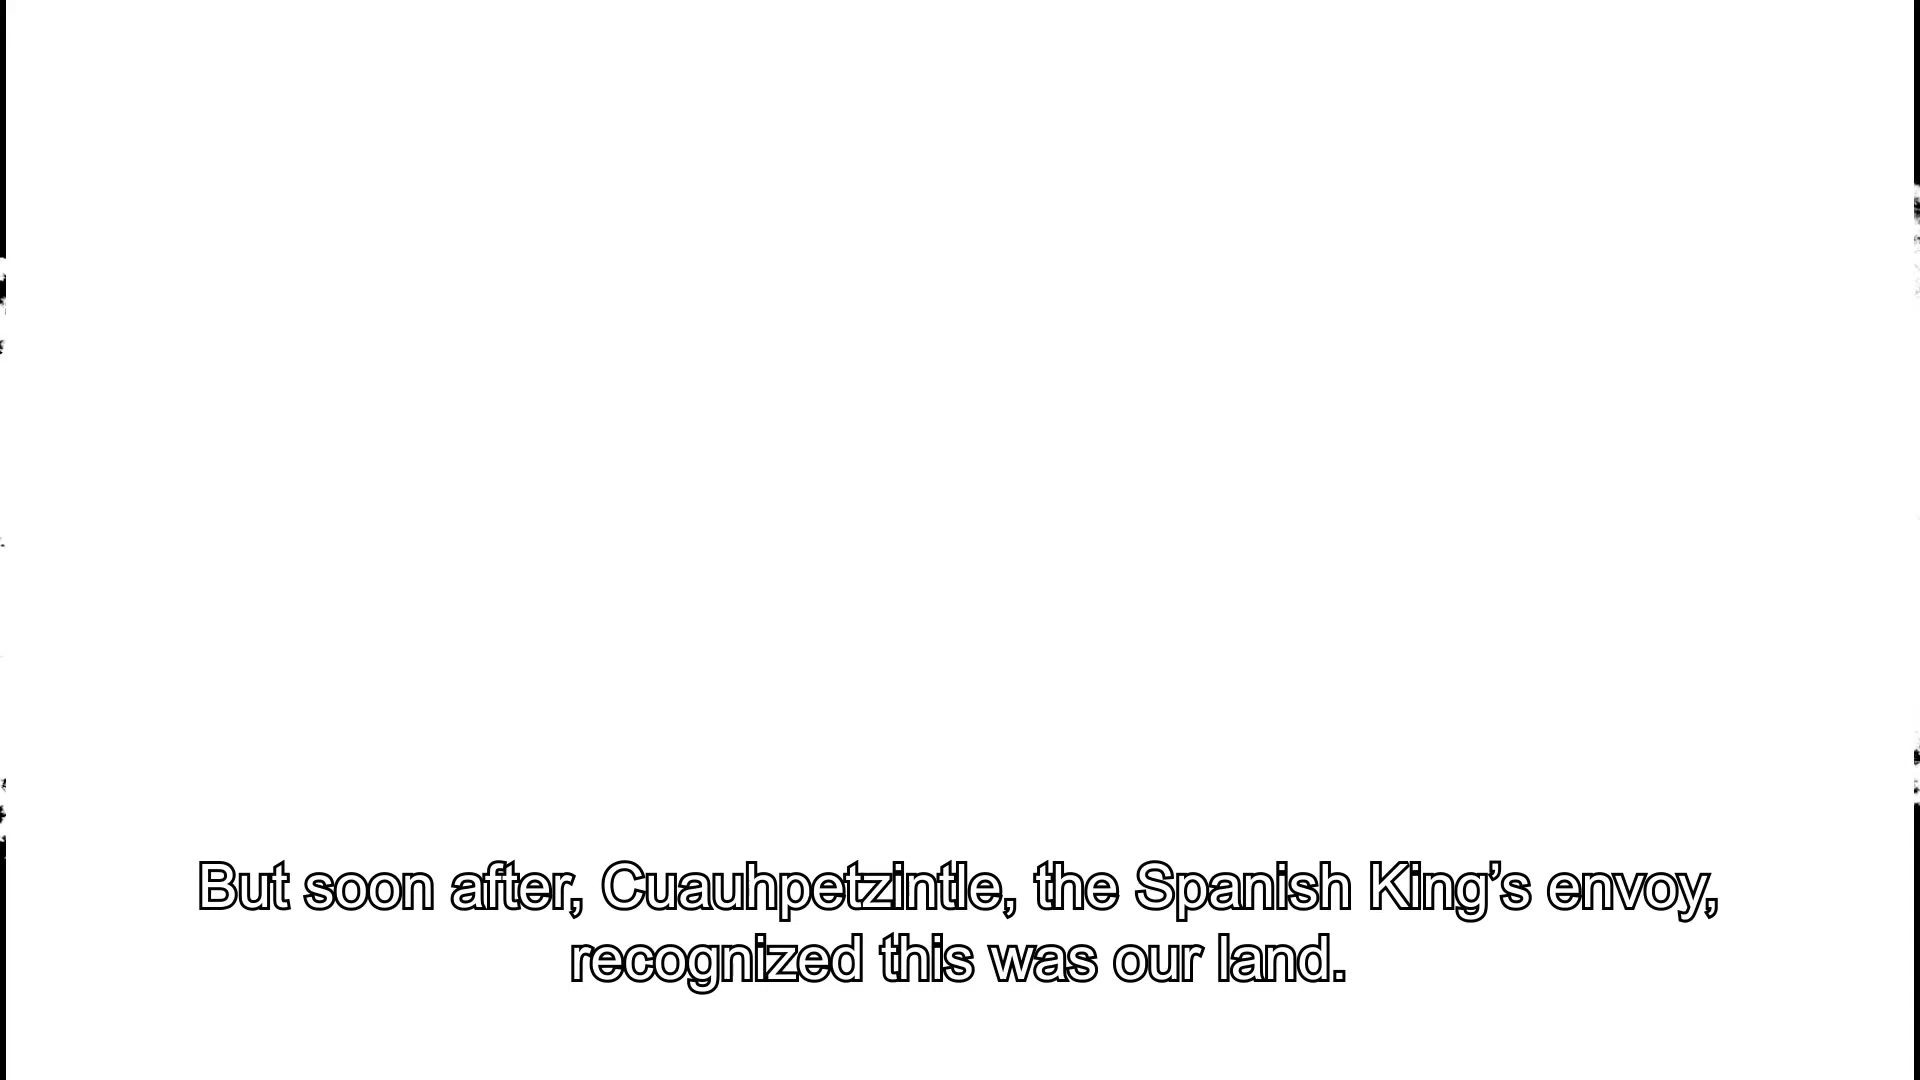 But soon after, Cuauhpetzintle, the Spanish King’s envoy,
recognized this was our land.